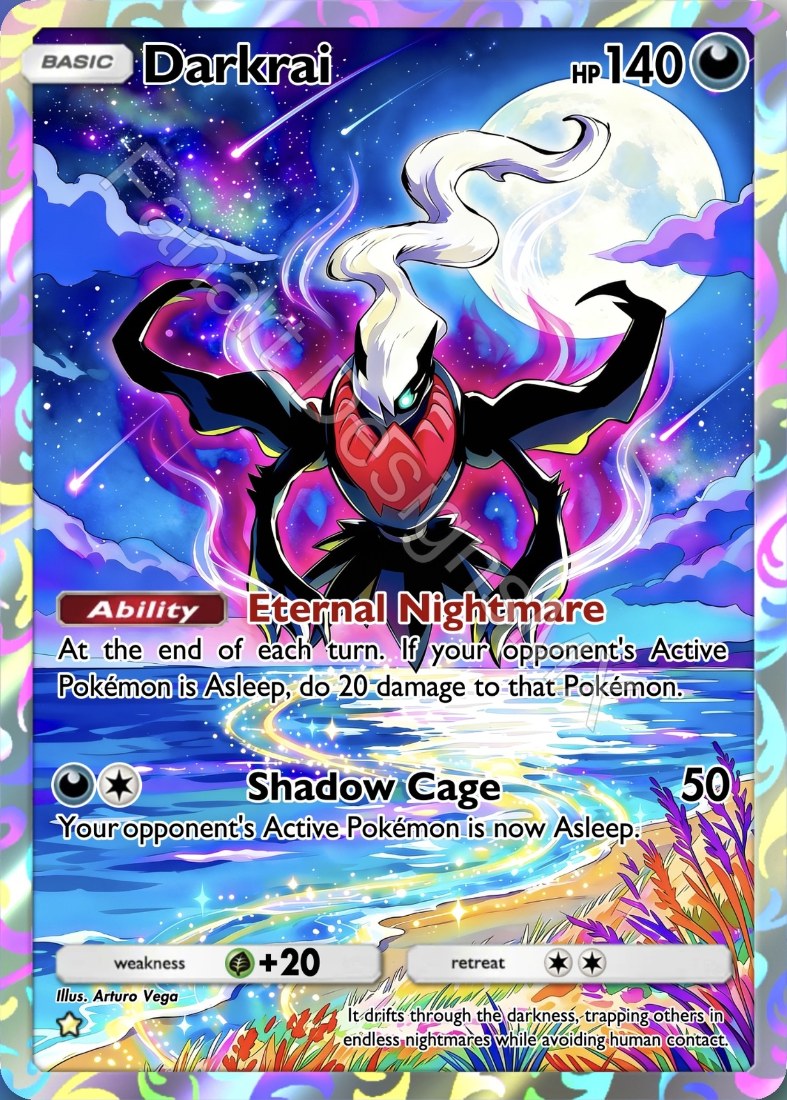 BASIC Darkrai HP 140
Ability Eternal Nightmare
At the end of each turn. If your opponent's Active
Pokémon is Asleep, do 20 damage to that Pokémon.
Shadow Cage 50
Your opponent's Active Pokémon is now Asleep.
weakness +20 retreat
Illus. Arturo Vega
It drifts through the darkness, trapping others in
endless nightmares while avoiding human contact.